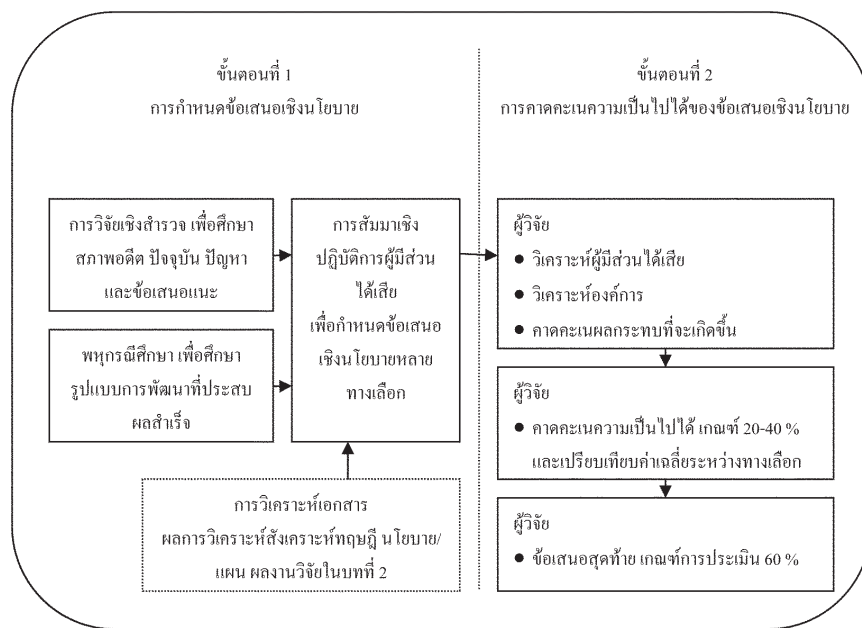 ขั้นตอนที่ 1
การกำหนดข้อเสนอเชิงนโยบาย
การวิจัยเชิงสำรวจ เพื่อศึกษา
สภาพอดีต ปัจจุบัน ปัญหา
และข้อเสนอแนะ
พหุกรณีศึกษา เพื่อศึกษา
รูปแบบการพัฒนาที่ประสบ
ผลสำเร็จ
การสัมมาเชิง
ปฏิบัติการผู้มีส่วน
ได้เสีย
เพื่อกำหนดข้อเสนอ
เชิงนโยบายหลาย
ทางเลือก
การวิเคราะห์เอกสาร
ผลการวิเคราะห์สังเคราะห์ทฤษฎี นโยบาย/
แผน ผลงานวิจัยในบทที่ 2
ขั้นตอนที่ 2
การคาดคะเนความเป็นไปได้ของข้อเสนอเชิงนโยบาย
ผู้วิจัย
● วิเคราะห์ผู้มีส่วนได้เสีย
● วิเคราะห์องค์การ
● คาดคะเนผลกระทบที่จะเกิดขึ้น
ผู้วิจัย
● คาดคะเนความเป็นไปได้ เกณฑ์ 20-40 %
และเปรียบเทียบค่าเฉลี่ยระหว่างทางเลือก
ผู้วิจัย
● ข้อเสนอสุดท้าย เกณฑ์การประเมิน 60 %